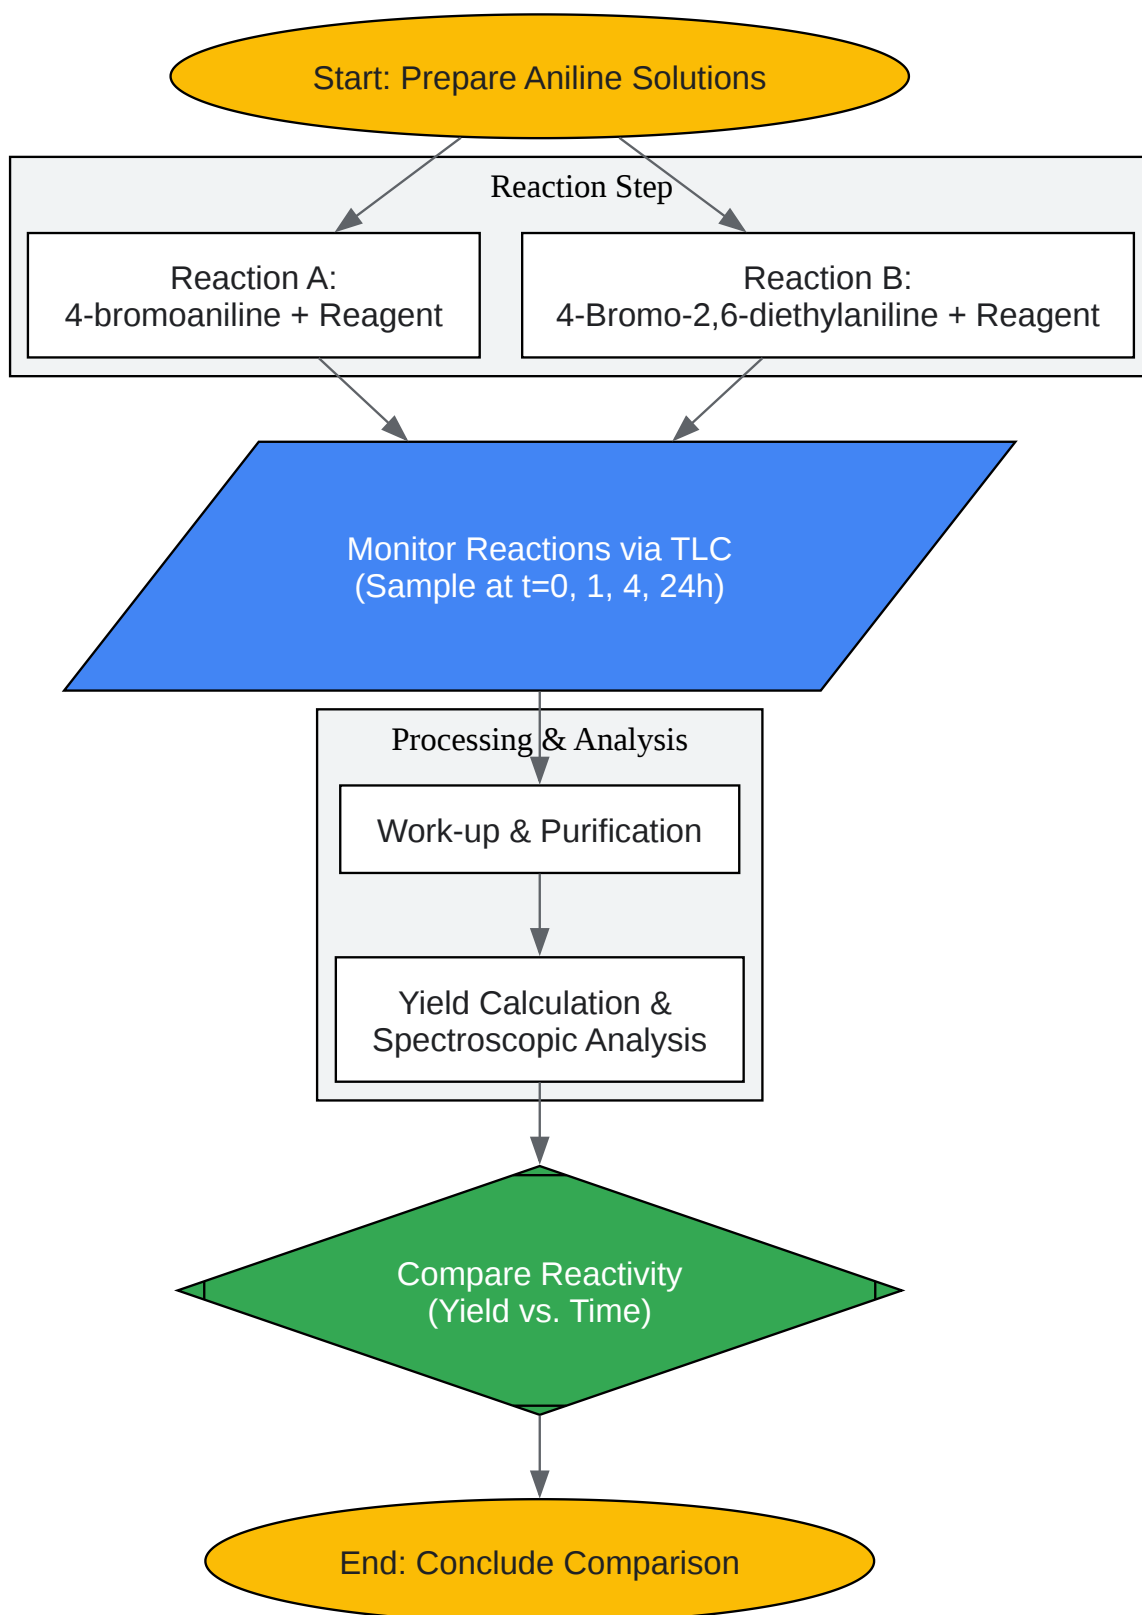 Start: Prepare Aniline Solutions
Reaction Step
Reaction A:
4-bromoaniline + Reagent
Reaction B:
4-Bromo-2,6-diethylaniline + Reagent
Monitor Reactions via TLC
(Sample at t=0, 1, 4, 24h)
Processing & Analysis
Work-up & Purification
Yield Calculation &
Spectroscopic Analysis
Compare Reactivity
(Yield vs. Time)
End: Conclude Comparison